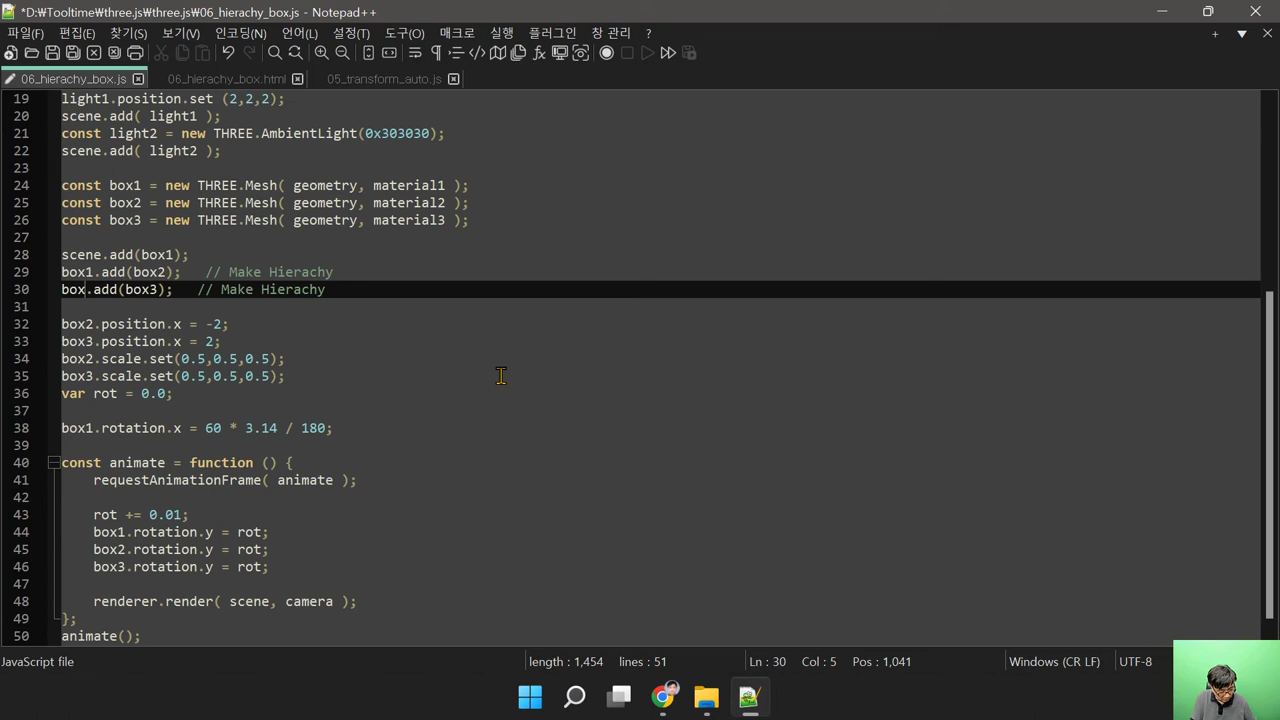 *D:₩Tooltime₩three.js₩three.js₩06_hierachy_box.js - Notepad++
파일(F) 편집(E) 찾기(S) 보기(V) 인코딩(N) 언어(L) 설정(T) 도구(O) 매크로 실행 플러그인 창 관리 ?
06_hierachy_box.js 06_hierachy_box.html 05_transform_auto.js
19 light1.position.set (2,2,2);
20 scene.add( light1 );
21 const light2 = new THREE.AmbientLight(0x303030);
22 scene.add( light2 );
23
24 const box1 = new THREE.Mesh( geometry, material1 );
25 const box2 = new THREE.Mesh( geometry, material2 );
26 const box3 = new THREE.Mesh( geometry, material3 );
27
28 scene.add(box1);
29 box1.add(box2); // Make Hierachy
30 box.add(box3); // Make Hierachy
31
32 box2.position.x = -2;
33 box3.position.x = 2;
34 box2.scale.set(0.5,0.5,0.5);
35 box3.scale.set(0.5,0.5,0.5);
36 var rot = 0.0;
37
38 box1.rotation.x = 60 * 3.14 / 180;
39
40 const animate = function () {
41 requestAnimationFrame( animate );
42
43 rot += 0.01;
44 box1.rotation.y = rot;
45 box2.rotation.y = rot;
46 box3.rotation.y = rot;
47
48 renderer.render( scene, camera );
49 };
50 animate();
JavaScript file length : 1,454 lines : 51 Ln : 30 Col : 5 Pos : 1,041 Windows (CR LF) UTF-8